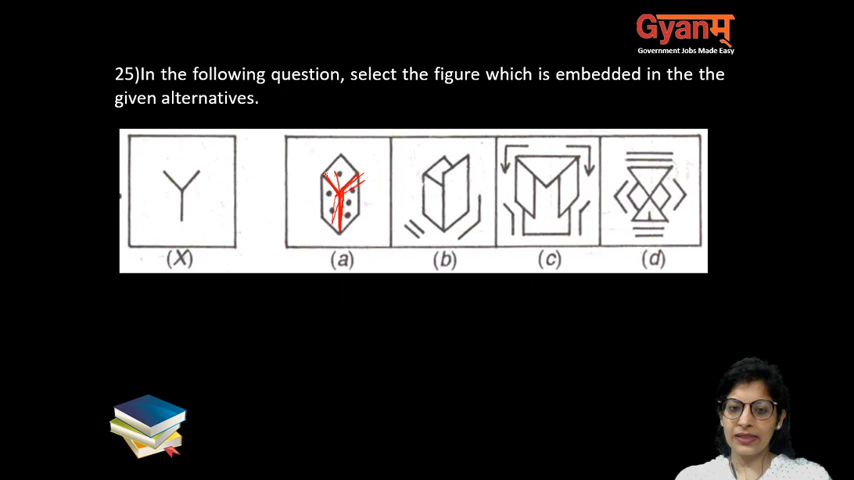 Gyanम्
Government Jobs Made Easy
25)In the following question, select the figure which is embedded in the the
given alternatives.
Y
(X) (a) (b) (c) (d)